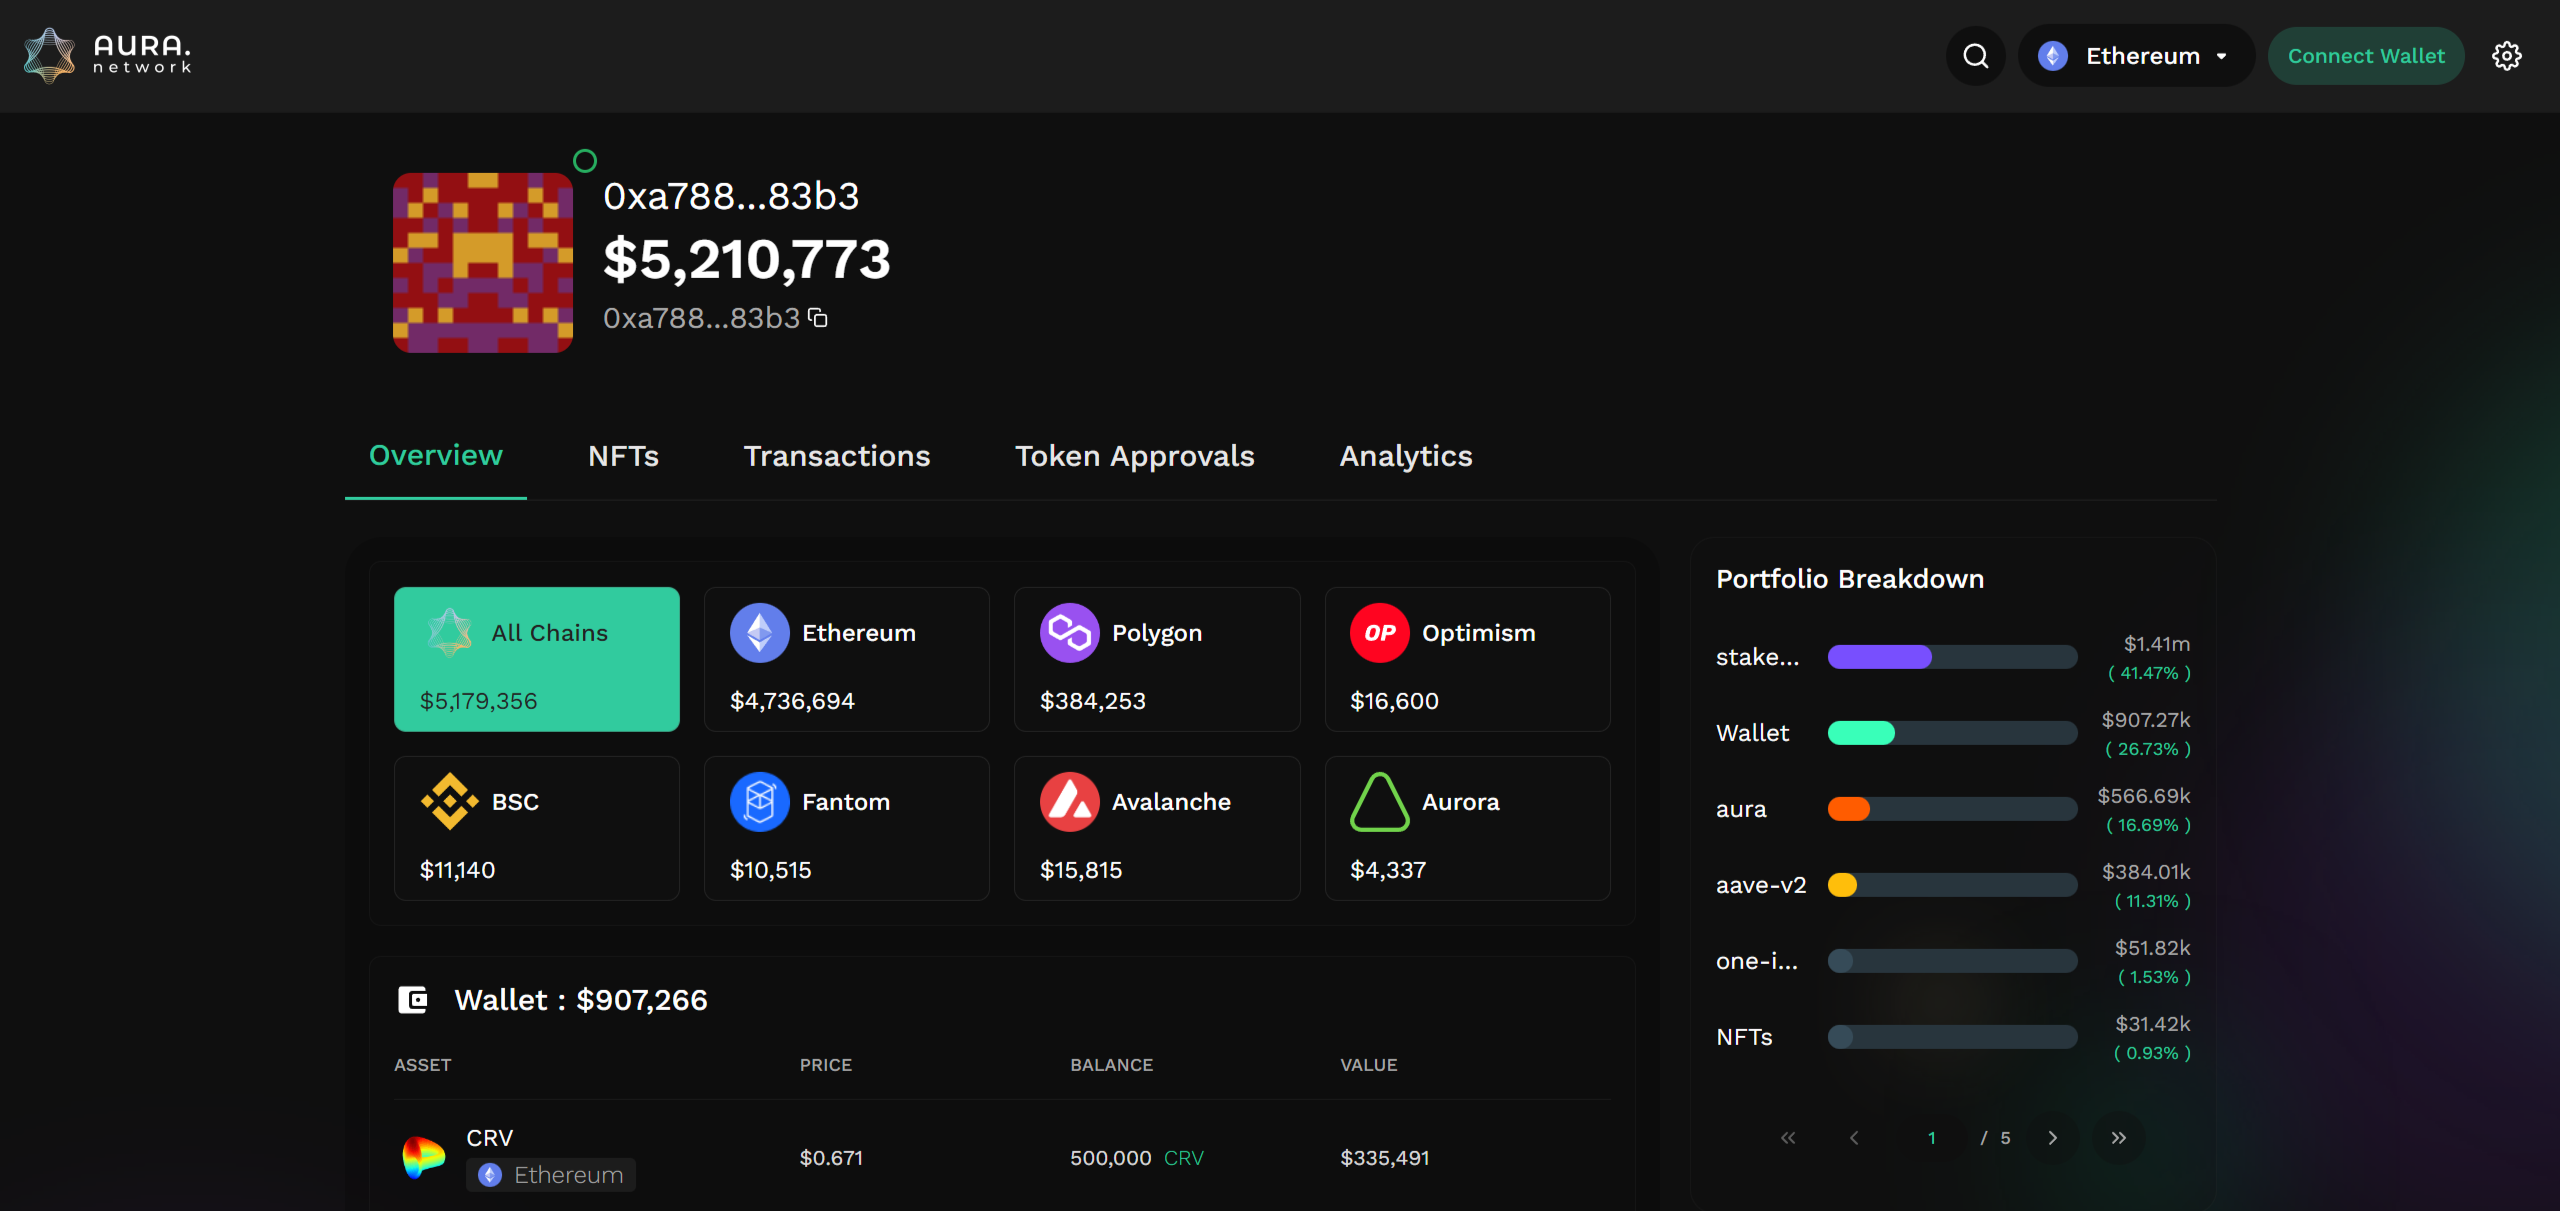 AURA.
network
Ethereum
Connect Wallet
0xa788...83b3
$5,210,773
0xa788...83b3
Overview
NFTs
Transactions
Token Approvals
Analytics
All Chains
$5,179,356
Ethereum
$4,736,694
Polygon
$384,253
OP
Optimism
$16,600
BSC
$11,140
Fantom
$10,515
Avalanche
$15,815
Aurora
$4,337
Wallet : $907,266
ASSET PRICE BALANCE VALUE
CRV
Ethereum
$0.671
500,000 CRV
$335,491
Portfolio Breakdown
stake...
$1.41m
( 41.47% )
Wallet
$907.27k
( 26.73% )
aura
$566.69k
( 16.69% )
aave-v2
$384.01k
( 11.31% )
one-i...
$51.82k
( 1.53% )
NFTs
$31.42k
( 0.93% )
« ‹ 1 / 5 › »